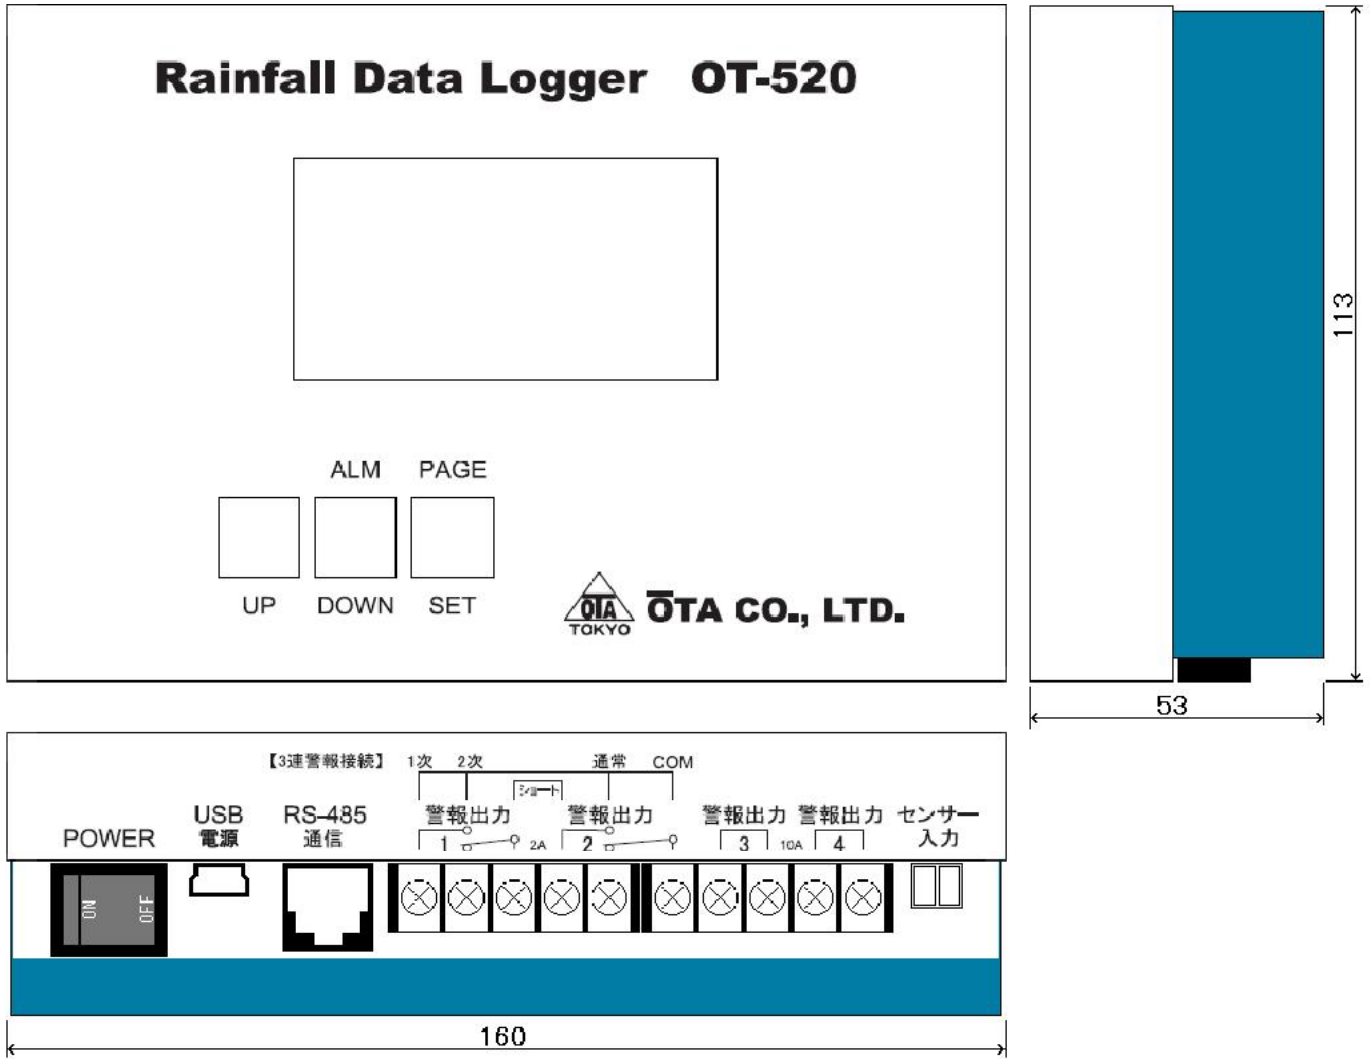 Rainfall Data Logger OT-520
ALM PAGE
UP DOWN SET
OTA
TOKYO
ŌTA CO., LTD.
113
53
【3連警報接続】 1次 2次 通常 COM
ショート
USB RS-485 警報出力 警報出力 警報出力 警報出力 センサー
POWER 電源 通信 1 2A 2 3 10A 4 入力
ON OFF
160